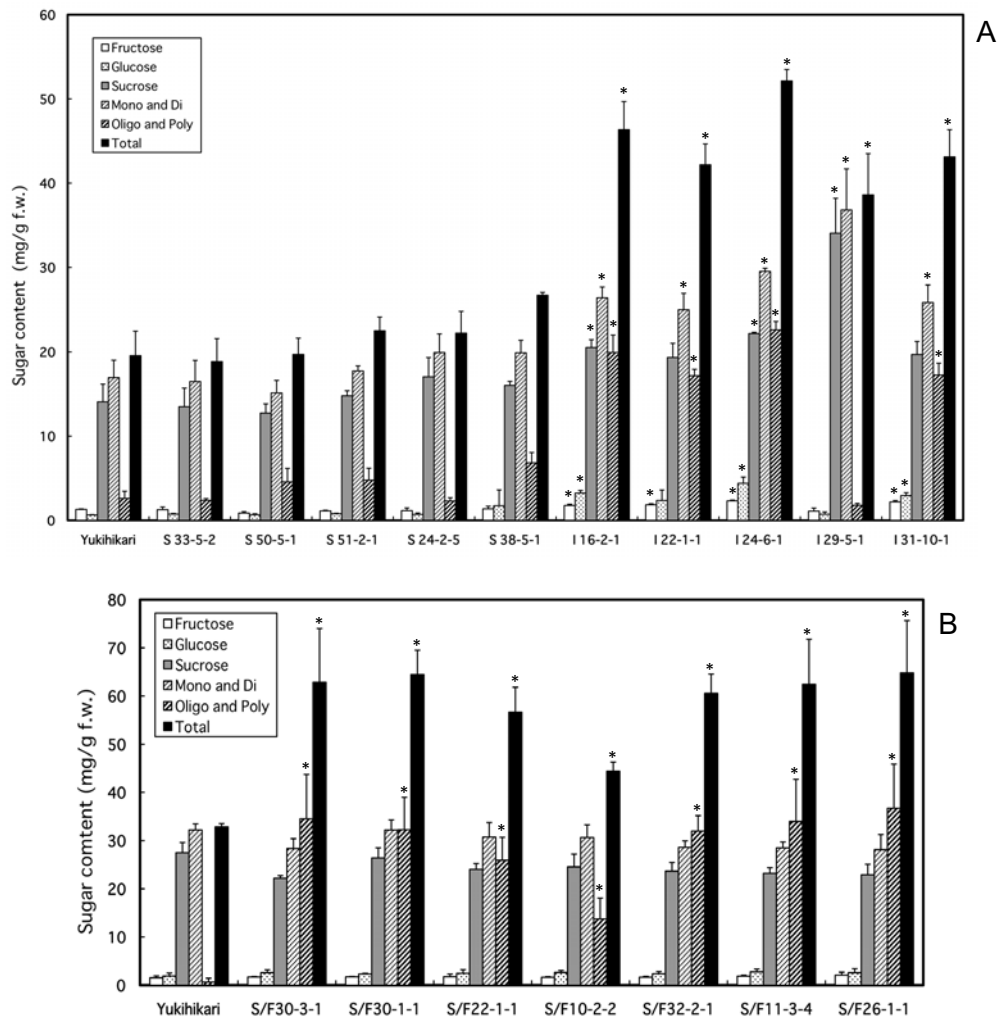 A
60
50
40
30
20
10
0
Sugar content (mg/g f.w.)
Fructose
Glucose
Sucrose
Mono and Di
Oligo and Poly
Total
* * * * * * * * * * * * * * * * * * * * * * *
Yukihikari S 33-5-2 S 50-5-1 S 51-2-1 S 24-2-5 S 38-5-1 I 16-2-1 I 22-1-1 I 24-6-1 I 29-5-1 I 31-10-1
B
80
70
60
50
40
30
20
10
0
Sugar comtent (mg/g f.w.)
Fructose
Glucose
Sucrose
Mono and Di
Oligo and Poly
Total
* * * * * * * * * * * * * *
Yukihikari S/F30-3-1 S/F30-1-1 S/F22-1-1 S/F10-2-2 S/F32-2-1 S/F11-3-4 S/F26-1-1